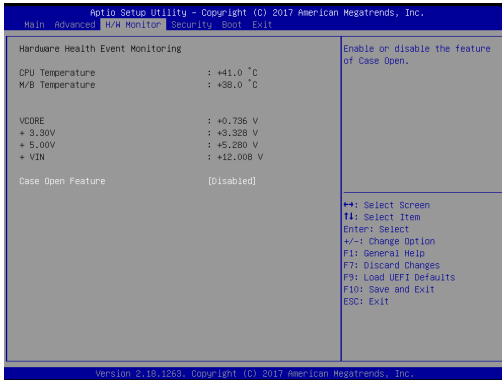 Aptio Setup Utility – Copyright (C) 2017 American Megatrends, Inc.
Main Advanced H/W Monitor Security Boot Exit
Hardware Health Event Monitoring
CPU Temperature : +41.0 °C
M/B Temperature : +38.0 °C
VCORE : +0.736 V
+ 3.30V : +3.328 V
+ 5.00V : +5.280 V
+ VIN : +12.008 V
Case Open Feature [Disabled]
Enable or disable the feature
of Case Open.
↔: Select Screen
↑↓: Select Item
Enter: Select
+/-: Change Option
F1: General Help
F7: Discard Changes
F9: Load UEFI Defaults
F10: Save and Exit
ESC: Exit
Version 2.18.1263. Copyright (C) 2017 American Megatrends, Inc.